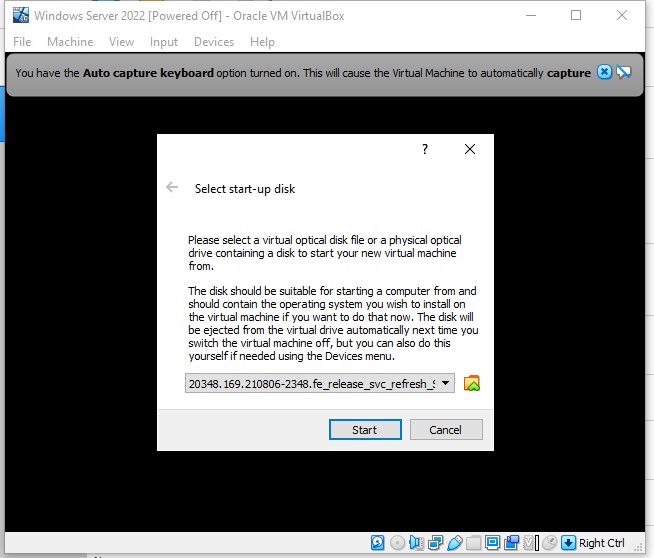 Windows Server 2022 [Powered Off] - Oracle VM VirtualBox
File Machine View Input Devices Help
You have the Auto capture keyboard option turned on. This will cause the Virtual Machine to automatically capture
?
Select start-up disk
Please select a virtual optical disk file or a physical optical
drive containing a disk to start your new virtual machine
from.
The disk should be suitable for starting a computer from and
should contain the operating system you wish to install on
the virtual machine if you want to do that now. The disk will
be ejected from the virtual drive automatically next time you
switch the virtual machine off, but you can also do this
yourself if needed using the Devices menu.
20348.169.210806-2348.fe_release_svc_refresh_
Start Cancel
Right Ctrl